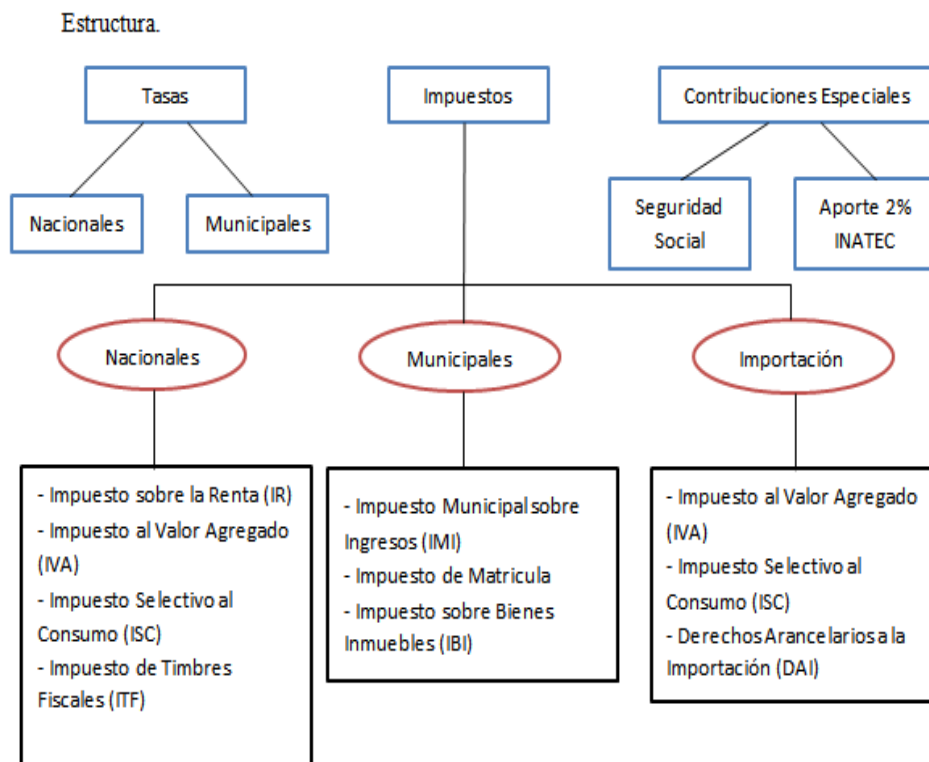 Estructura.
Tasas
Impuestos
Contribuciones Especiales
Nacionales
Municipales
Seguridad
Social
Aporte 2%
INATEC
Nacionales
Municipales
Importación
- Impuesto sobre la Renta (IR)
- Impuesto al Valor Agregado
(IVA)
- Impuesto Selectivo al
Consumo (ISC)
- Impuesto de Timbres
Fiscales (ITF)
- Impuesto Municipal sobre
Ingresos (IMI)
- Impuesto de Matricula
- Impuesto sobre Bienes
Inmuebles (IBI)
- Impuesto al Valor Agregado
(IVA)
- Impuesto Selectivo al
Consumo (ISC)
- Derechos Arancelarios a la
Importación (DAI)